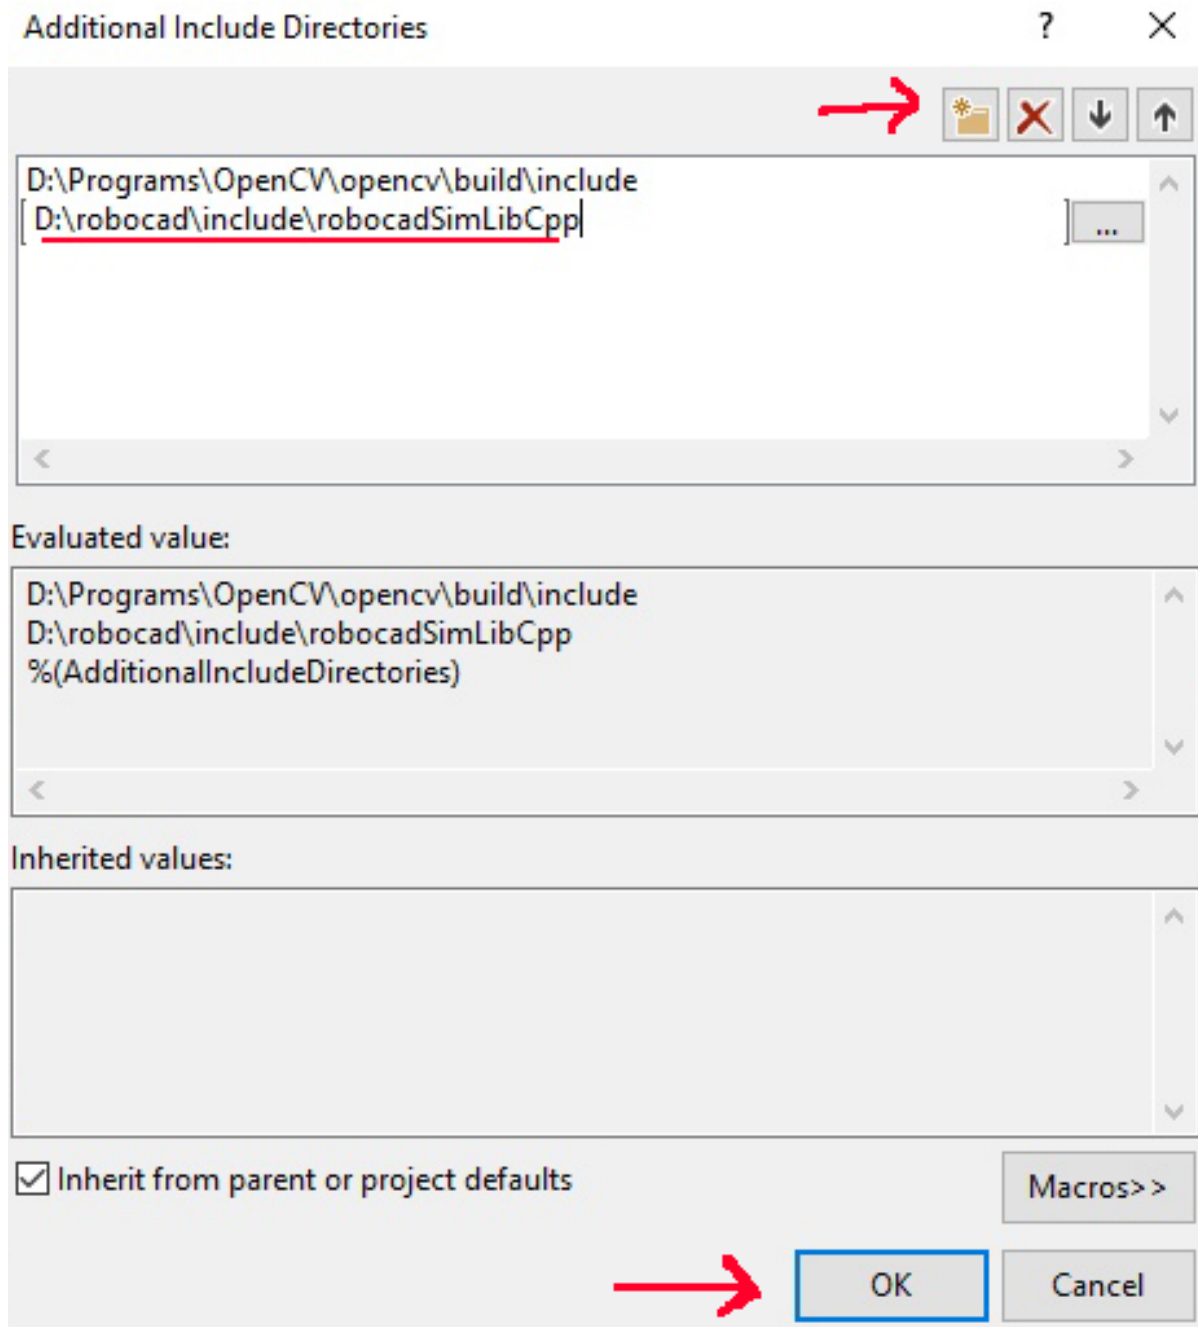 Additional Include Directories
D:\Programs\OpenCV\opencv\build\include
D:\robocad\include\robocadSimLibCpp
...
Evaluated value:
D:\Programs\OpenCV\opencv\build\include
D:\robocad\include\robocadSimLibCpp
%(AdditionalIncludeDirectories)
Inherited values:
Inherit from parent or project defaults
Macros>>
OK
Cancel